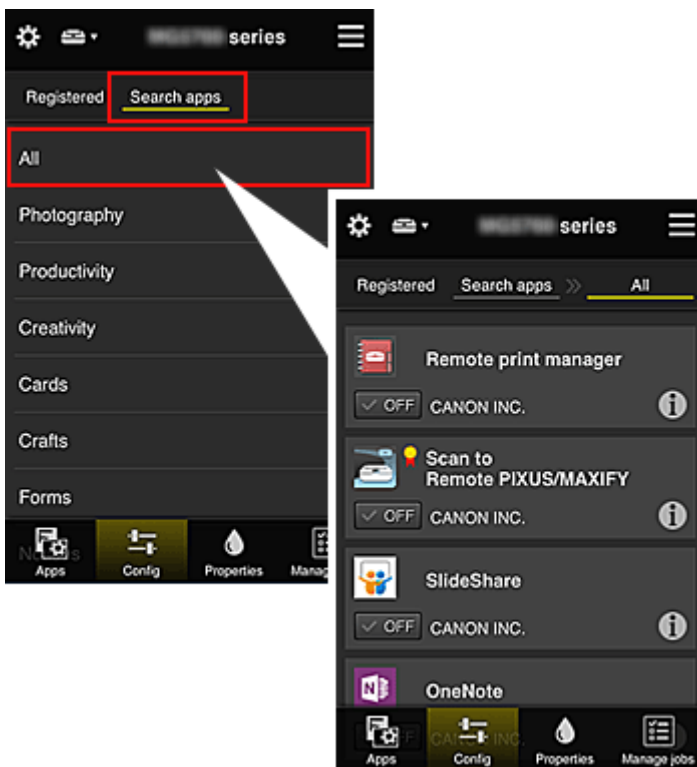 series
Registered Search apps
All
Photography
Productivity
Creativity
Cards
Crafts
Forms
Apps Config Properties
series
Registered Search apps >> All
Remote print manager
OFF CANON INC.
i
Scan to
Remote PIXUS/MAXIFY
OFF CANON INC.
i
SlideShare
OFF CANON INC.
i
OneNote
CANON INC.
Apps Config Properties Manage jobs